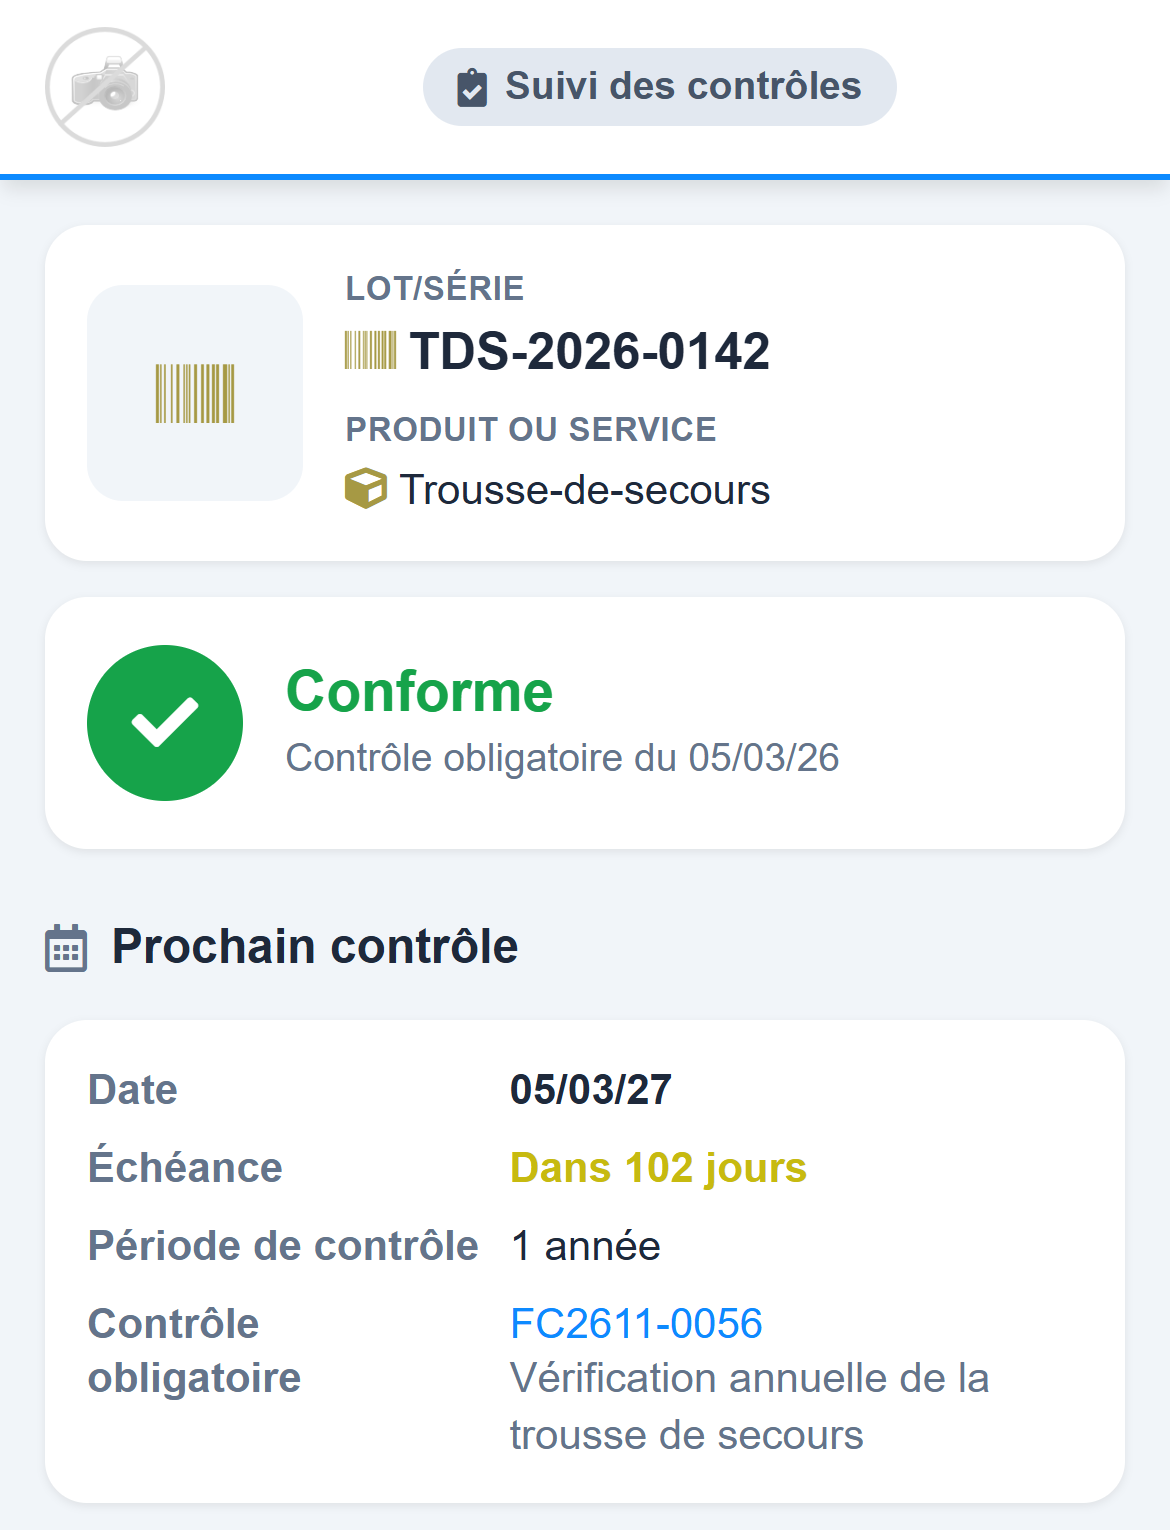 Suivi des contrôles
LOT/SÉRIE
TDS-2026-0142
PRODUIT OU SERVICE
Trousse-de-secours
Conforme
Contrôle obligatoire du 05/03/26
Prochain contrôle
Date 05/03/27
Échéance Dans 102 jours
Période de contrôle 1 année
Contrôle obligatoire FC2611-0056
Vérification annuelle de la
trousse de secours